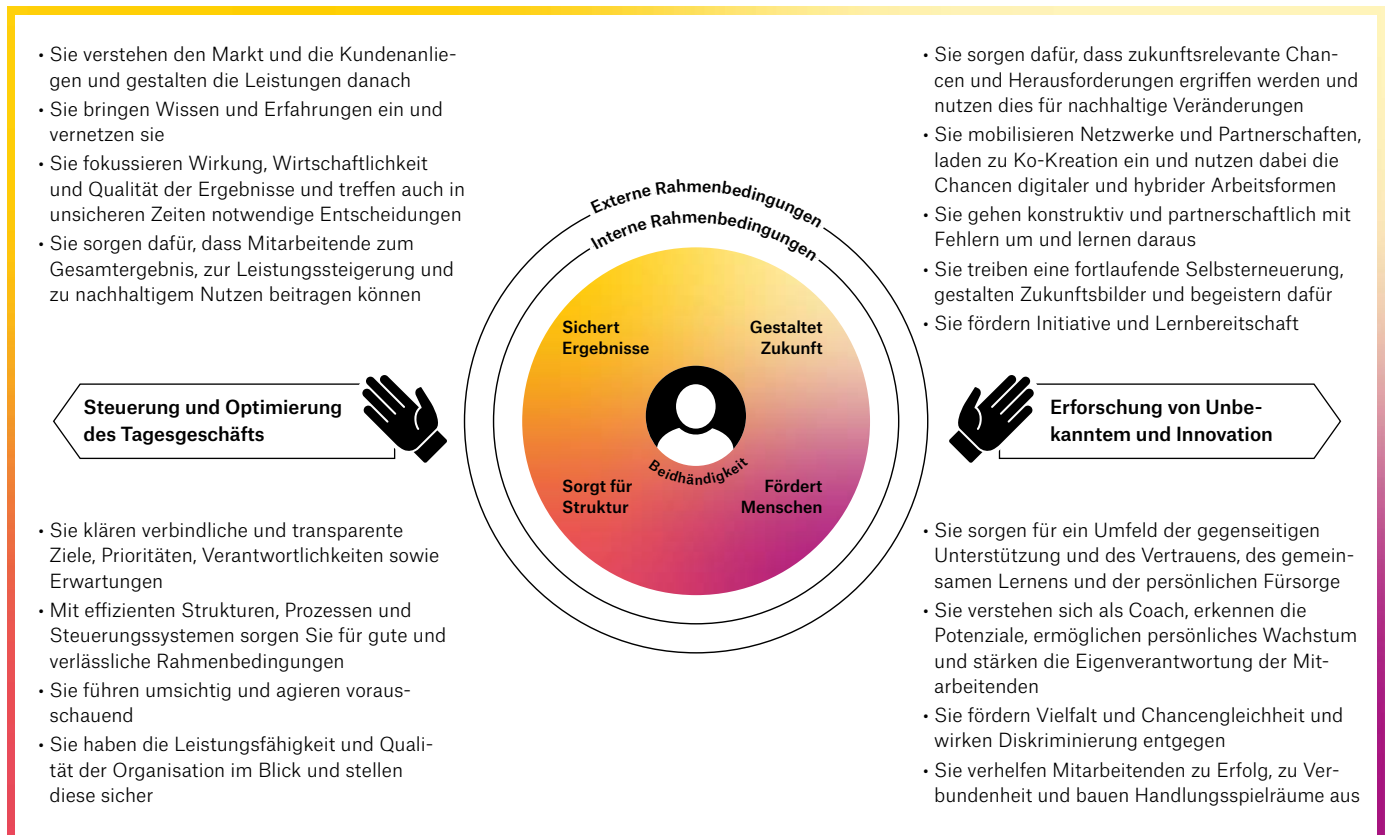 • Sie verstehen den Markt und die Kundenanlie-
gen und gestalten die Leistungen danach
• Sie bringen Wissen und Erfahrungen ein und
vernetzen sie
• Sie fokussieren Wirkung, Wirtschaftlichkeit
und Qualität der Ergebnisse und treffen auch in
unsicheren Zeiten notwendige Entscheidungen
• Sie sorgen dafür, dass Mitarbeitende zum
Gesamtergebnis, zur Leistungssteigerung und
zu nachhaltigem Nutzen beitragen können
• Sie sorgen dafür, dass zukunftsrelevante Chan-
cen und Herausforderungen ergriffen werden und
nutzen dies für nachhaltige Veränderungen
• Sie mobilisieren Netzwerke und Partnerschaften,
laden zu Ko-Kreation ein und nutzen dabei die
Chancen digitaler und hybrider Arbeitsformen
• Sie gehen konstruktiv und partnerschaftlich mit
Fehlern um und lernen daraus
• Sie treiben eine fortlaufende Selbsterneuerung,
gestalten Zukunftsbilder und begeistern dafür
• Sie fördern Initiative und Lernbereitschaft
Externe Rahmenbedingungen
Interne Rahmenbedingungen
Sichert
Ergebnisse
Gestaltet
Zukunft
Steuerung und Optimierung
des Tagesgeschäfts
Beidhändigkeit
Erforschung von Unbe-
kanntem und Innovation
Sorgt für
Struktur
Fördert
Menschen
• Sie klären verbindliche und transparente
Ziele, Prioritäten, Verantwortlichkeiten sowie
Erwartungen
• Mit effizienten Strukturen, Prozessen und
Steuerungssystemen sorgen Sie für gute und
verlässliche Rahmenbedingungen
• Sie führen umsichtig und agieren voraus-
schauend
• Sie haben die Leistungsfähigkeit und Quali-
tät der Organisation im Blick und stellen
diese sicher
• Sie sorgen für ein Umfeld der gegenseitigen
Unterstützung und des Vertrauens, des gemein-
samen Lernens und der persönlichen Fürsorge
• Sie verstehen sich als Coach, erkennen die
Potenziale, ermöglichen persönliches Wachstum
und stärken die Eigenverantwortung der Mit-
arbeitenden
• Sie fördern Vielfalt und Chancengleichheit und
wirken Diskriminierung entgegen
• Sie verhelfen Mitarbeitenden zu Erfolg, zu Ver-
bundenheit und bauen Handlungsspielräume aus